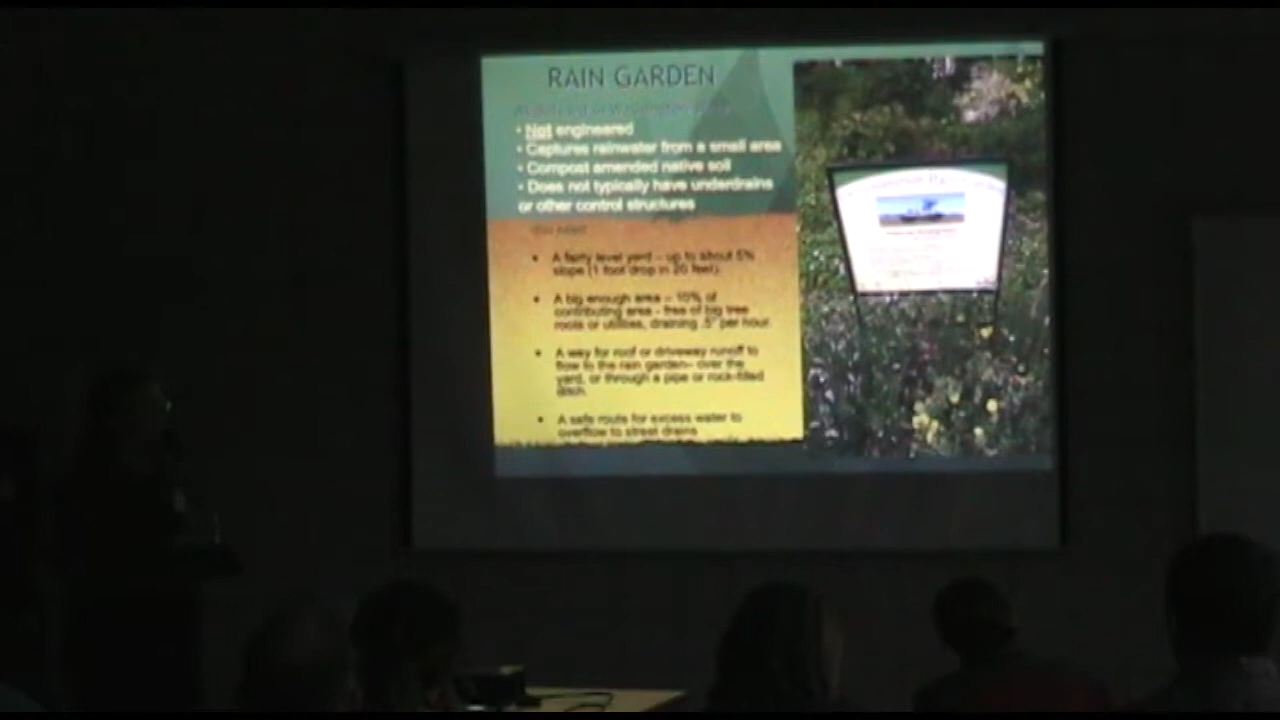 RAIN GARDEN
• Not engineered
• Captures rainwater from a small area
• Compost amended native soil
• Does not typically have underdrains
or other control structures
• A fairly level yard – up to about 5%
slope (1 foot drop in 20 feet).
• A big enough area – 10% of
contributing area - free of big tree
roots or utilities, draining .5" per hour.
• A way for roof or driveway runoff to
flow to the rain garden– over the
yard, or through a pipe or rock-filled
ditch.
• A safe route for excess water to
overflow to street drains